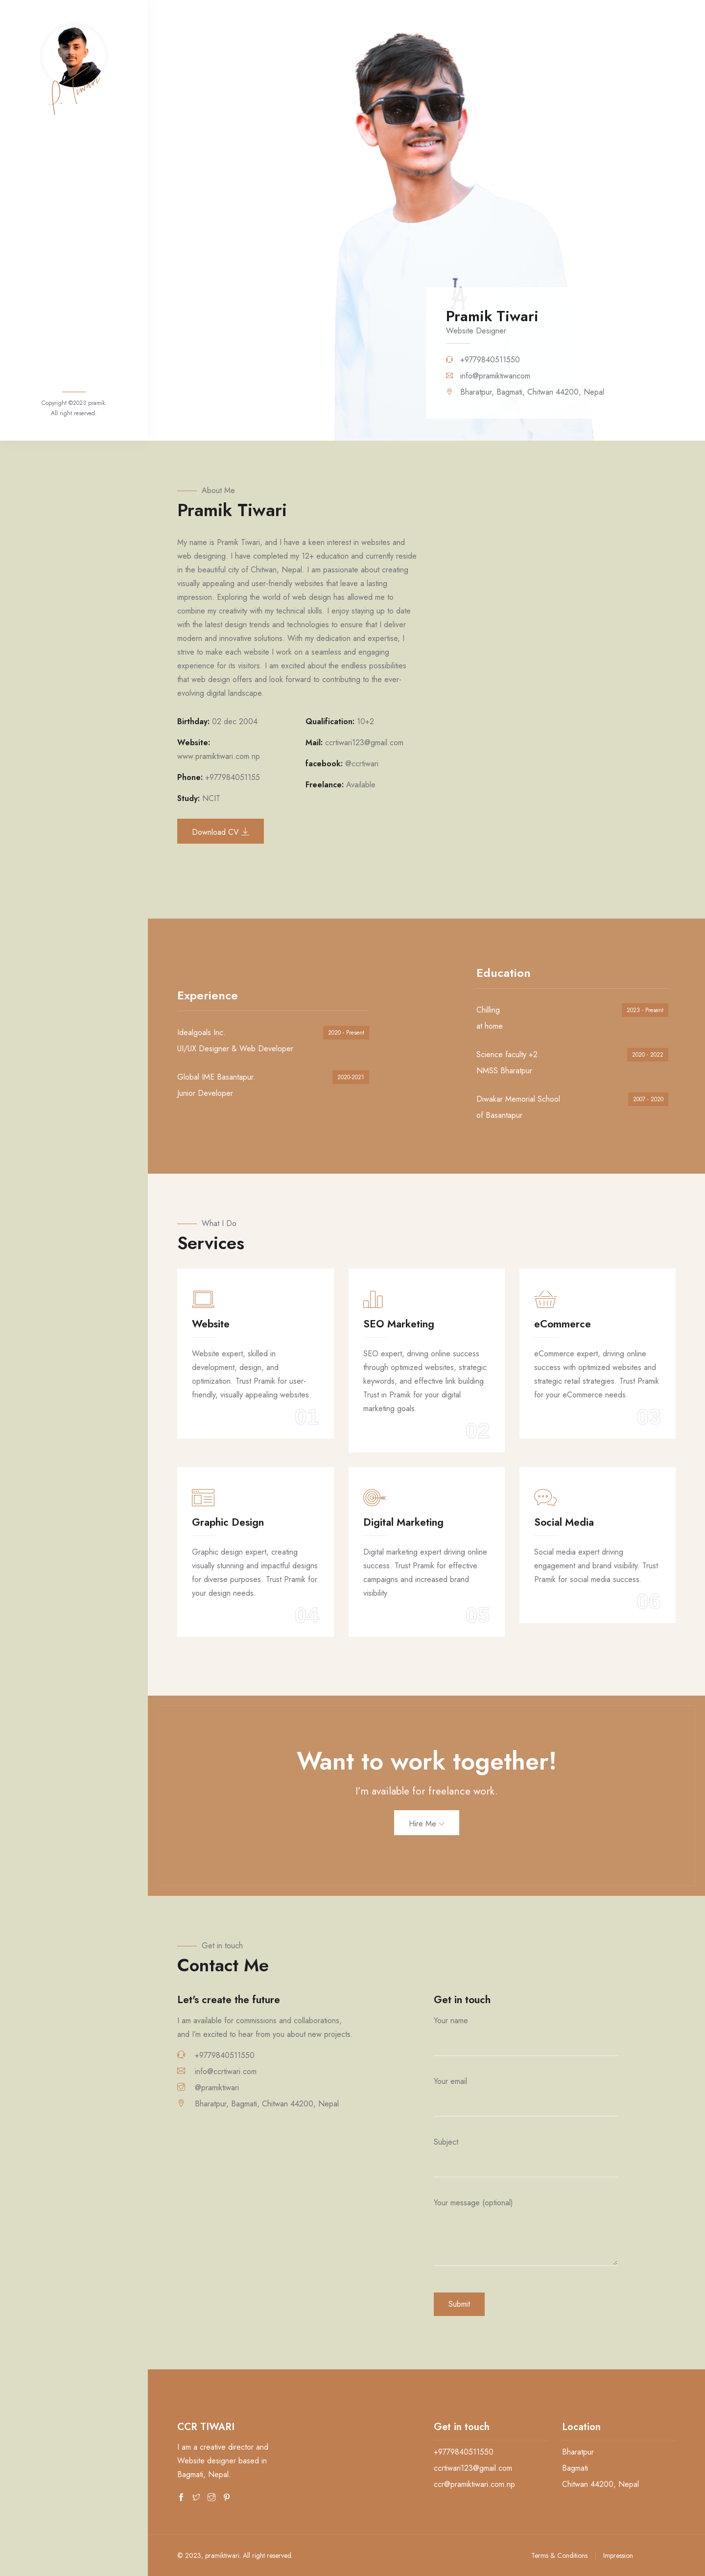 P. Tiwari
Copyright ©2023 pramik.
All right reserved.
Pramik Tiwari
Website Designer
+9779840511550
info@pramiktiwaricom
Bharatpur, Bagmati, Chitwan 44200, Nepal
About Me
Pramik Tiwari
My name is Pramik Tiwari, and I have a keen interest in websites and
web designing. I have completed my 12+ education and currently reside
in the beautiful city of Chitwan, Nepal. I am passionate about creating
visually appealing and user-friendly websites that leave a lasting
impression. Exploring the world of web design has allowed me to
combine my creativity with my technical skills. I enjoy staying up to date
with the latest design trends and technologies to ensure that I deliver
modern and innovative solutions. With my dedication and expertise, I
strive to make each website I work on a seamless and engaging
experience for its visitors. I am excited about the endless possibilities
that web design offers and look forward to contributing to the ever-
evolving digital landscape.
Birthday: 02 dec 2004
Website:
www.pramiktiwari.com.np
Phone: +977984051155
Study: NCIT
Qualification: 10+2
Mail: ccrtiwari123@gmail.com
facebook: @ccrtiwari
Freelance: Available
Download CV
Experience
Idealgoals Inc. 2020 - Present
UI/UX Designer & Web Developer
Global IME Basantapur. 2020-2021
Junior Developer
Education
Chilling 2023 - Present
at home
Science faculty +2 2020 - 2022
NMSS Bharatpur
Diwakar Memorial School 2007 - 2020
of Basantapur
What I Do
Services
Website
Website expert, skilled in
development, design, and
optimization. Trust Pramik for user-
friendly, visually appealing websites.
01
SEO Marketing
SEO expert, driving online success
through optimized websites, strategic
keywords, and effective link building.
Trust in Pramik for your digital
marketing goals.
02
eCommerce
eCommerce expert, driving online
success with optimized websites and
strategic retail strategies. Trust Pramik
for your eCommerce needs.
03
Graphic Design
Graphic design expert, creating
visually stunning and impactful designs
for diverse purposes. Trust Pramik for
your design needs.
04
Digital Marketing
Digital marketing expert driving online
success. Trust Pramik for effective
campaigns and increased brand
visibility.
05
Social Media
Social media expert driving
engagement and brand visibility. Trust
Pramik for social media success.
06
Want to work together!
I'm available for freelance work.
Hire Me
Get in touch
Contact Me
Let's create the future
I am available for commissions and collaborations,
and I'm excited to hear from you about new projects.
+9779840511550
info@ccrtiwari.com
@pramiktiwari
Bharatpur, Bagmati, Chitwan 44200, Nepal
Get in touch
Your name
Your email
Subject
Your message (optional)
Submit
CCR TIWARI
I am a creative director and
Website designer based in
Bagmati, Nepal.
Get in touch
+9779840511550
ccrtiwari123@gmail.com
ccr@pramiktiwari.com.np
Location
Bharatpur
Bagmati
Chitwan 44200, Nepal
© 2023, pramiktiwari. All right reserved.
Terms & Conditions
Impression